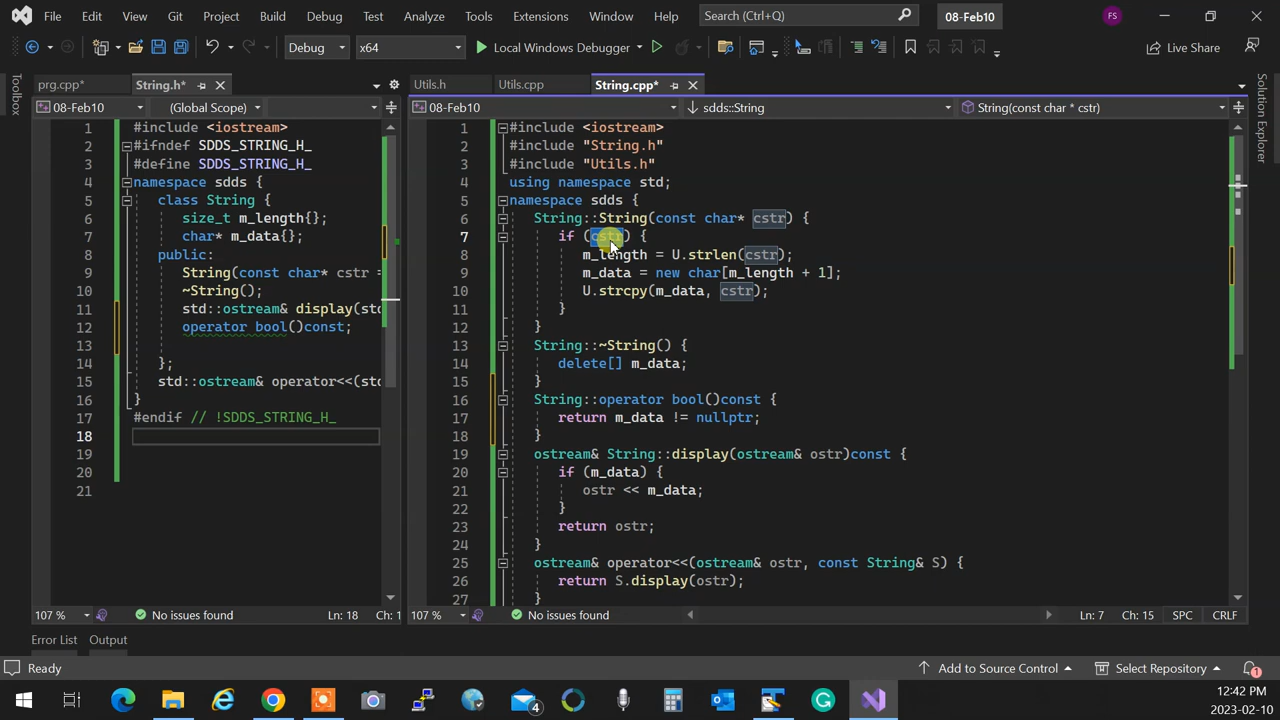 File Edit View Git Project Build Debug Test Analyze Tools Extensions Window Help Search (Ctrl+Q) 08-Feb10 FS
Debug x64 Local Windows Debugger Live Share
Toolbox
prg.cpp* String.h*
08-Feb10 (Global Scope)
1 #include <iostream>
2 #ifndef SDDS_STRING_H_
3 #define SDDS_STRING_H_
4 namespace sdds {
5 class String {
6 size_t m_length{};
7 char* m_data{};
8 public:
9 String(const char* cstr =
10 ~String();
11 std::ostream& display(std
12 operator bool()const;
13
14 };
15 std::ostream& operator<<(std
16 }
17 #endif // !SDDS_STRING_H_
18
19
20
21
107 % No issues found Ln: 18 Ch: 1
Utils.h Utils.cpp String.cpp*
08-Feb10 sdds::String String(const char * cstr)
1 #include <iostream>
2 #include "String.h"
3 #include "Utils.h"
4 using namespace std;
5 namespace sdds {
6 String::String(const char* cstr) {
7 if (cstr) {
8 m_length = U.strlen(cstr);
9 m_data = new char[m_length + 1];
10 U.strcpy(m_data, cstr);
11 }
12 }
13 String::~String() {
14 delete[] m_data;
15 }
16 String::operator bool()const {
17 return m_data != nullptr;
18 }
19 ostream& String::display(ostream& ostr)const {
20 if (m_data) {
21 ostr << m_data;
22 }
23 return ostr;
24 }
25 ostream& operator<<(ostream& ostr, const String& S) {
26 return S.display(ostr);
27 }
107 % No issues found Ln: 7 Ch: 15 SPC CRLF
Solution Explorer
Error List Output
Ready Add to Source Control Select Repository 1
4
12:42 PM
2023-02-10